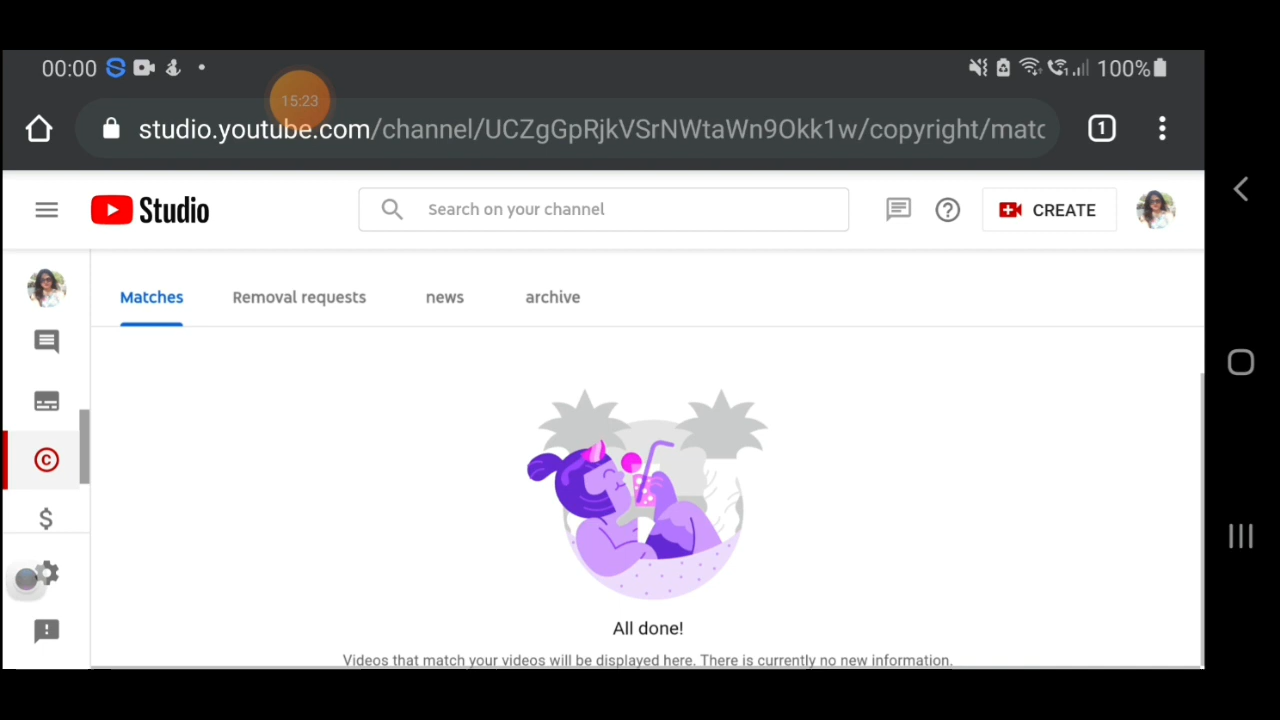 00:00 100%
15:23
studio.youtube.com/channel/UCZgGpRjkVSrNWtaWn9Okk1w/copyright/matc 1
Studio Search on your channel CREATE
Matches Removal requests news archive
All done!
Videos that match your videos will be displayed here. There is currently no new information.